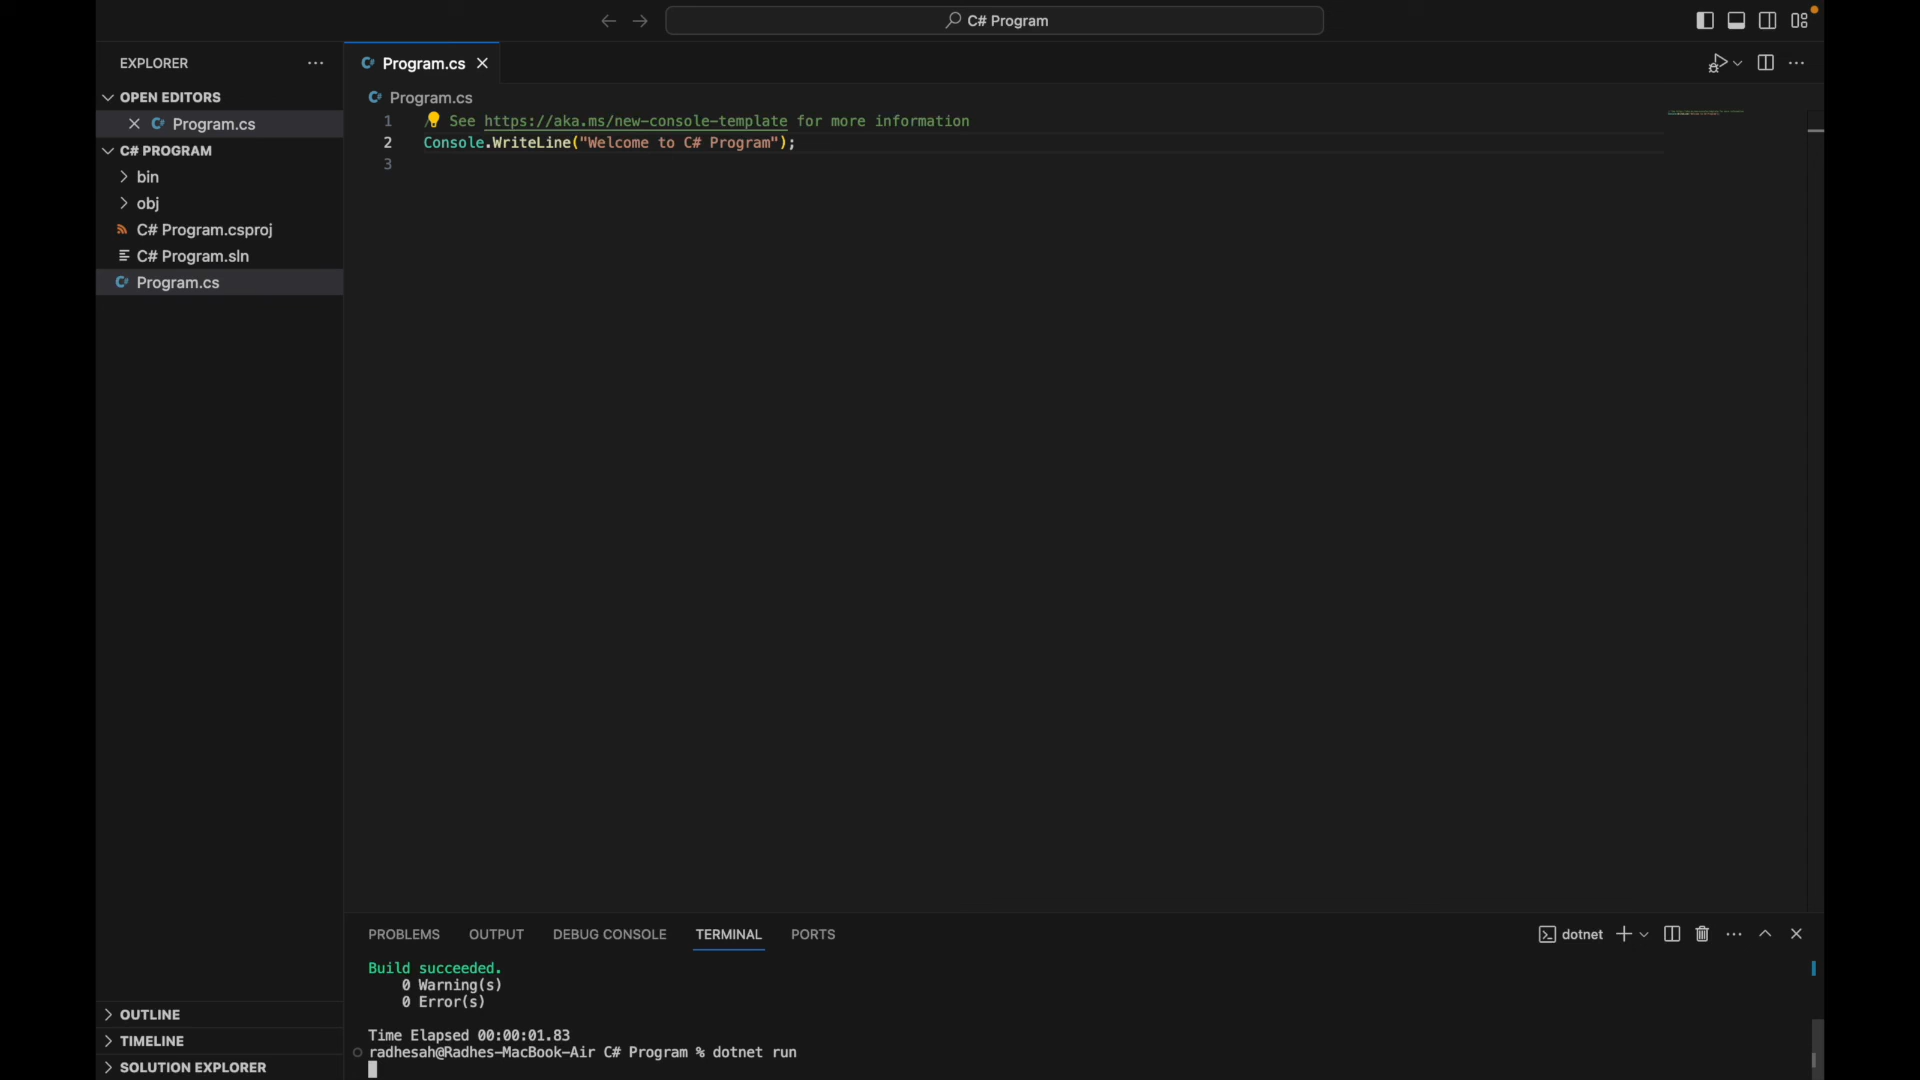 C# Program
EXPLORER
OPEN EDITORS
Program.cs
C# PROGRAM
bin
obj
C# Program.csproj
C# Program.sln
Program.cs
OUTLINE
TIMELINE
SOLUTION EXPLORER
Program.cs
Program.cs
1 / See https://aka.ms/new-console-template for more information
2 Console.WriteLine("Welcome to C# Program");
3
PROBLEMS OUTPUT DEBUG CONSOLE TERMINAL PORTS
dotnet
Build succeeded.
0 Warning(s)
0 Error(s)
Time Elapsed 00:00:01.83
radhesah@Radhes-MacBook-Air C# Program % dotnet run